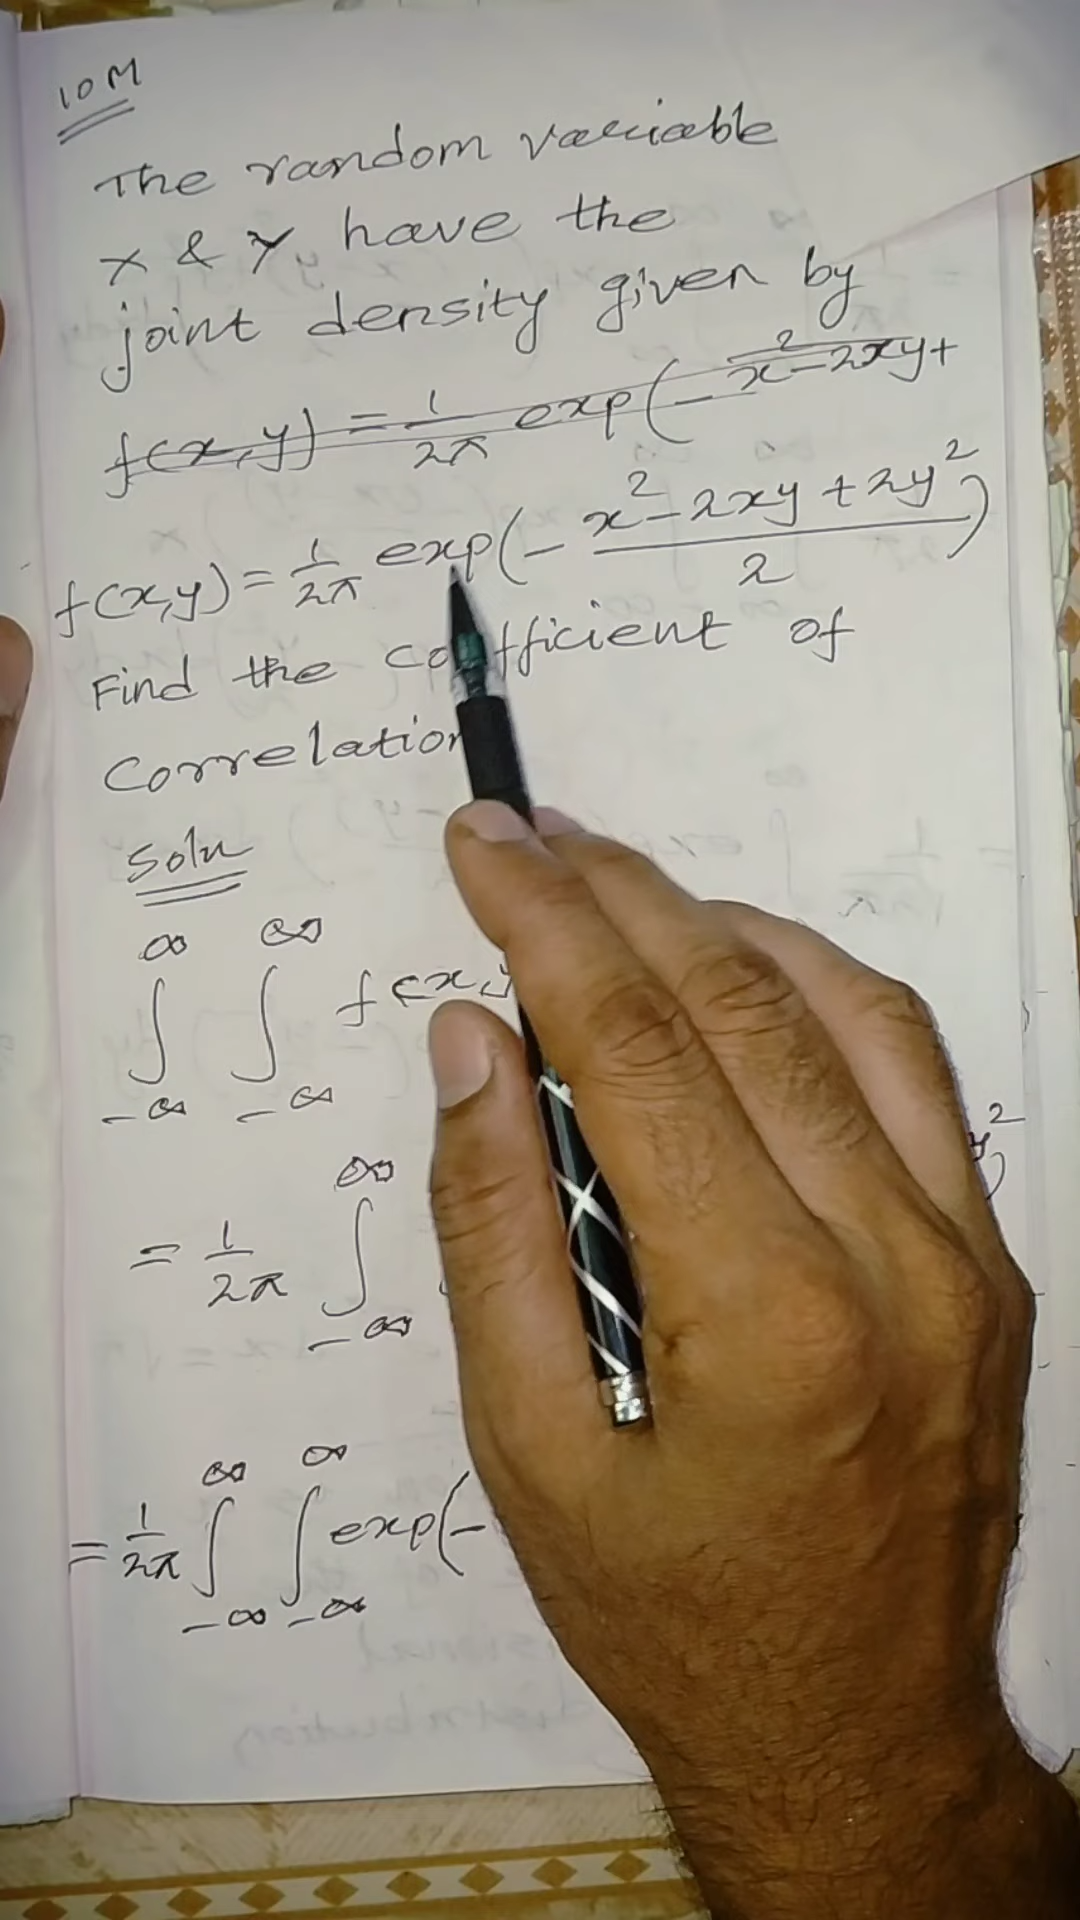 10M
The random variable
X & Y have the
joint density given by
f(x,y) = 1/2π exp(- x²-2xy+
f(x,y) = 1/2π exp(- x²-2xy+2y²/2)
Find the coefficient of
Correlation
Soln
∞ ∞
∫ ∫ f(x,y
-∞ -∞
∞
= 1/2π ∫ y²)
-∞
∞ ∞
= 1/2π ∫ ∫ exp(-
-∞ -∞